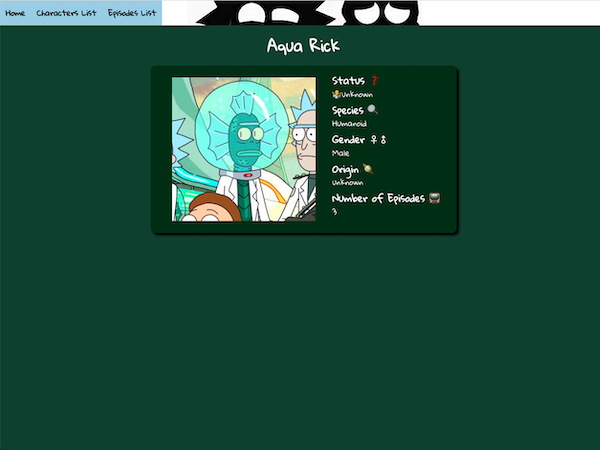 Home Characters List Episodes List
Aqua Rick
Status ❓
🤷Unknown
Species 🔍
Humanoid
Gender ♀♂
Male
Origin 🪐
Unknown
Number of Episodes 📺
3